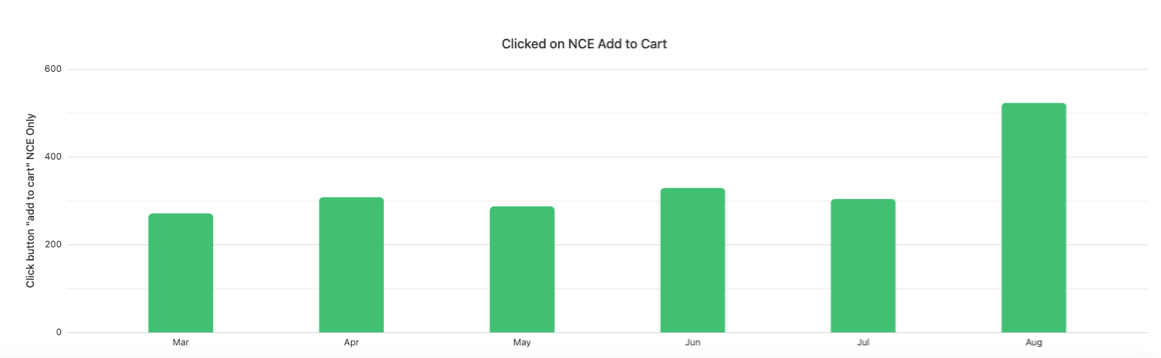 Clicked on NCE Add to Cart
Click button "add to cart" NCE Only
600
400
200
0
Mar Apr May Jun Jul Aug